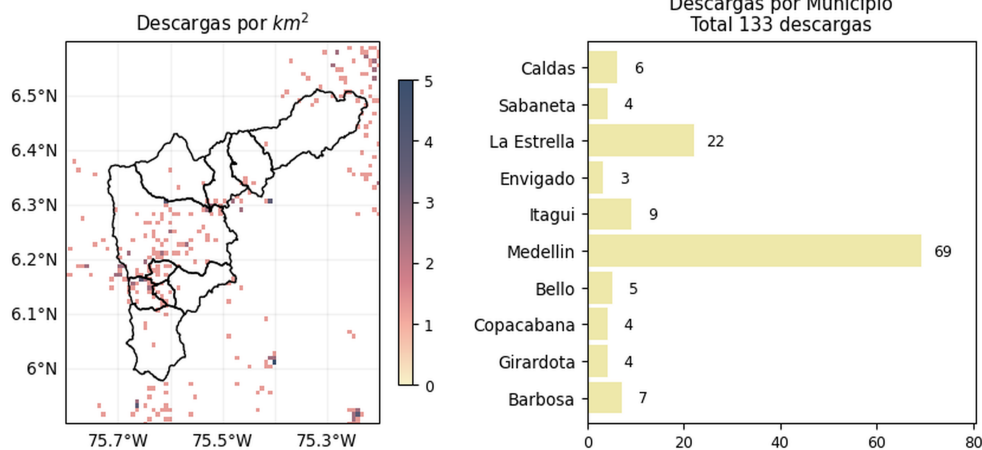 Descargas por km²
6.5°N
6.4°N
6.3°N
6.2°N
6.1°N
6°N
75.7°W 75.5°W 75.3°W
5
4
3
2
1
0
Descargas por Municipio
Total 133 descargas
Caldas 6
Sabaneta 4
La Estrella 22
Envigado 3
Itagui 9
Medellin 69
Bello 5
Copacabana 4
Girardota 4
Barbosa 7
0 20 40 60 80